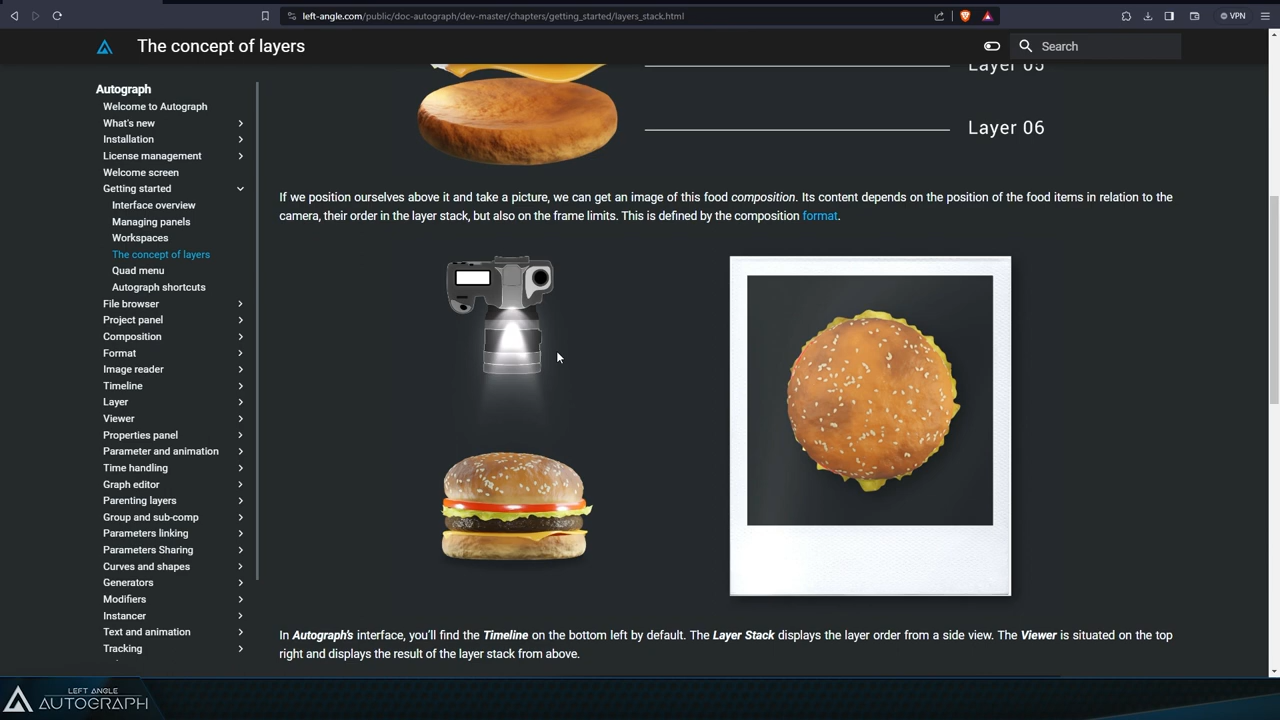 left-angle.com/public/doc-autograph/dev-master/chapters/getting_started/layers_stack.html
VPN
The concept of layers
Search
Autograph
Welcome to Autograph
What's new
Installation
License management
Welcome screen
Getting started
Interface overview
Managing panels
Workspaces
The concept of layers
Quad menu
Autograph shortcuts
File browser
Project panel
Composition
Format
Image reader
Timeline
Layer
Viewer
Properties panel
Parameter and animation
Time handling
Graph editor
Parenting layers
Group and sub-comp
Parameters linking
Parameters Sharing
Curves and shapes
Generators
Modifiers
Instancer
Text and animation
Tracking
Layer 05
Layer 06
If we position ourselves above it and take a picture, we can get an image of this food composition. Its content depends on the position of the food items in relation to the
camera, their order in the layer stack, but also on the frame limits. This is defined by the composition format.
In Autograph's interface, you'll find the Timeline on the bottom left by default. The Layer Stack displays the layer order from a side view. The Viewer is situated on the top
right and displays the result of the layer stack from above.
LEFT ANGLE
AUTOGRAPH